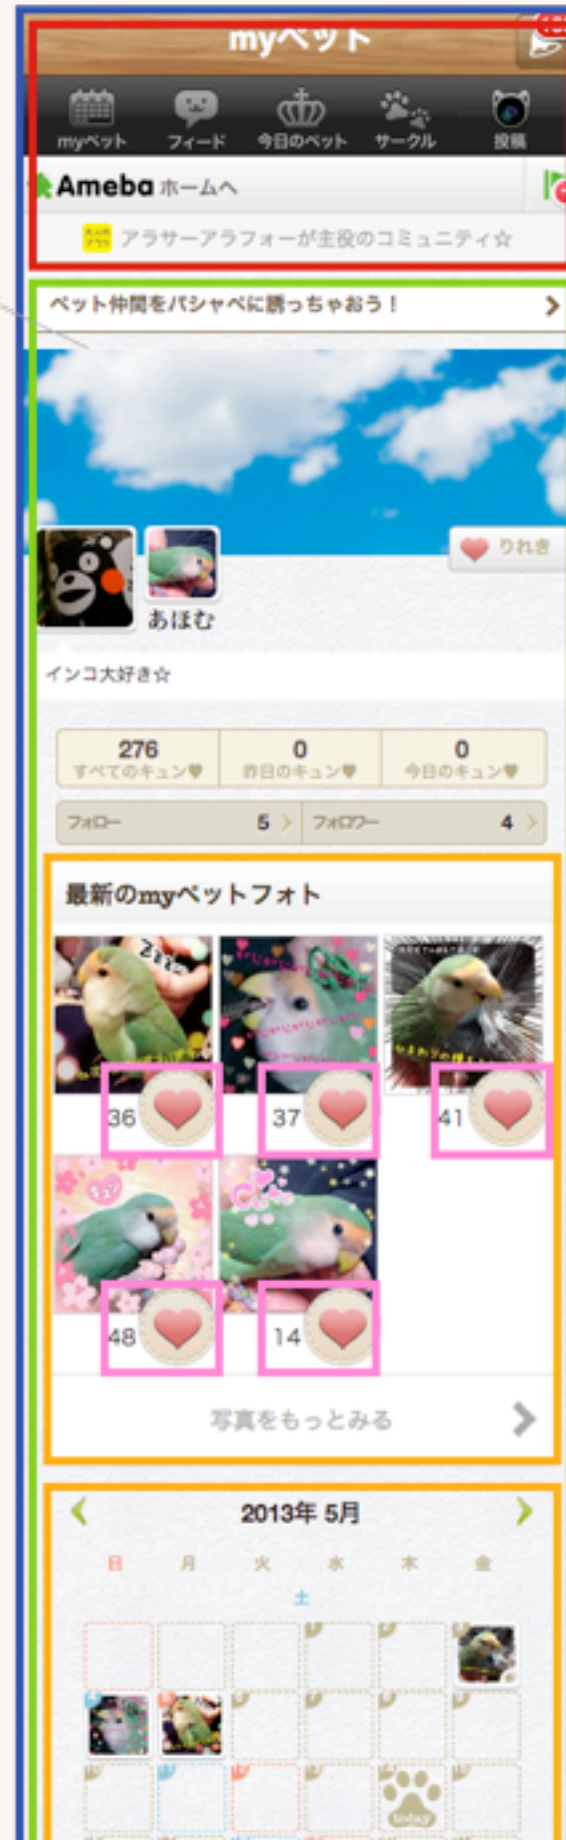 myペット
myペット フィード 今日のペット サークル 投稿
Ameba ホームへ
アラサーアラフォーが主役のコミュニティ☆
ペット仲間をパシャペに誘っちゃおう！
りれき
あほむ
インコ大好き☆
276 0 0
すべてのキュン♥ 昨日のキュン♥ 今日のキュン♥
フォロー 5 フォロワー 4
最新のmyペットフォト
36 37 41
48 14
写真をもっとみる
2013年 5月
日 月 火 水 木 金
土
today